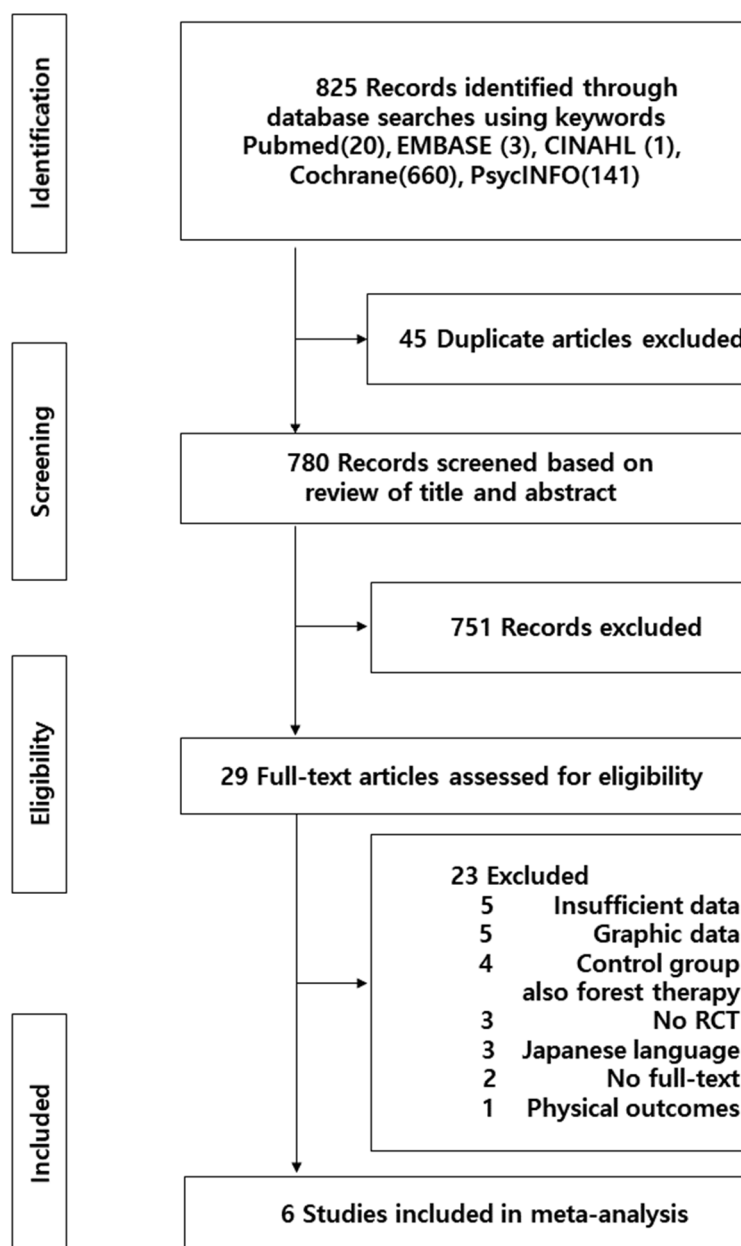 Identification
825 Records identified through
database searches using keywords
Pubmed(20), EMBASE (3), CINAHL (1),
Cochrane(660), PsycINFO(141)
45 Duplicate articles excluded
Screening
780 Records screened based on
review of title and abstract
751 Records excluded
Eligibility
29 Full-text articles assessed for eligibility
23 Excluded
5 Insufficient data
5 Graphic data
4 Control group
also forest therapy
3 No RCT
3 Japanese language
2 No full-text
1 Physical outcomes
Included
6 Studies included in meta-analysis